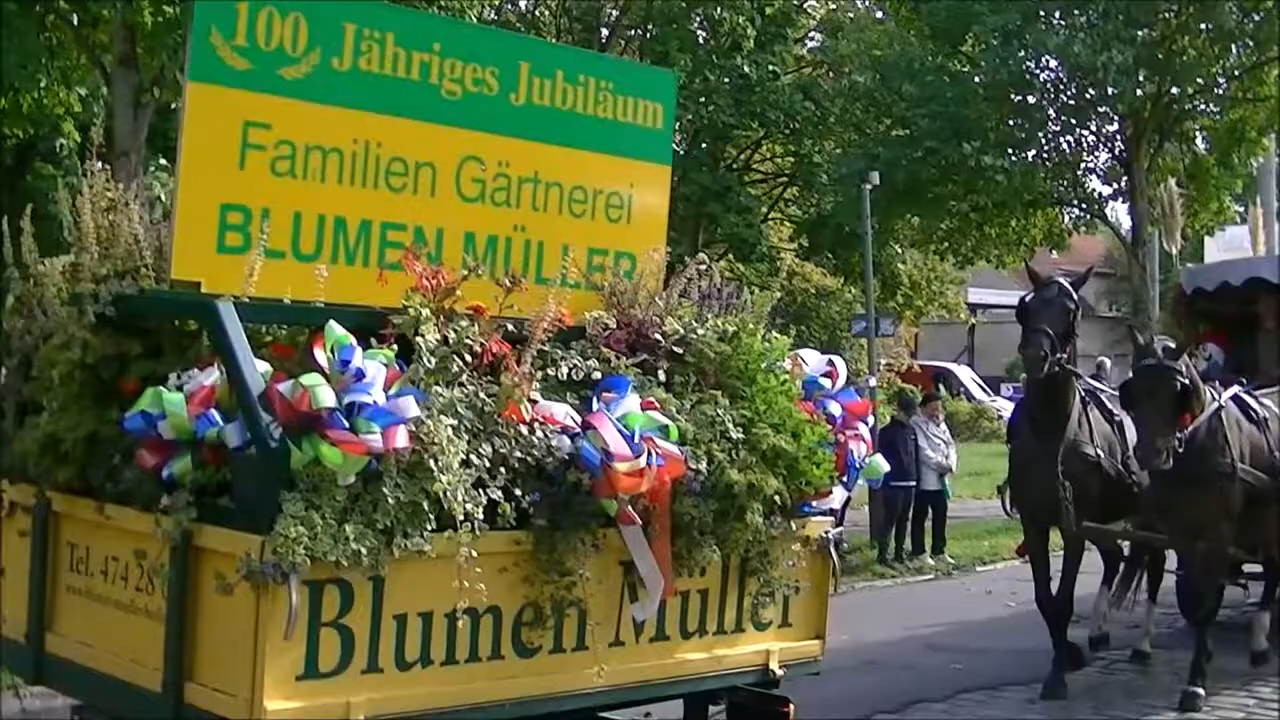 100 Jähriges Jubiläum
Familien Gärtnerei
BLUMEN MÜLLER
Tel. 474 28
Blumen Müller